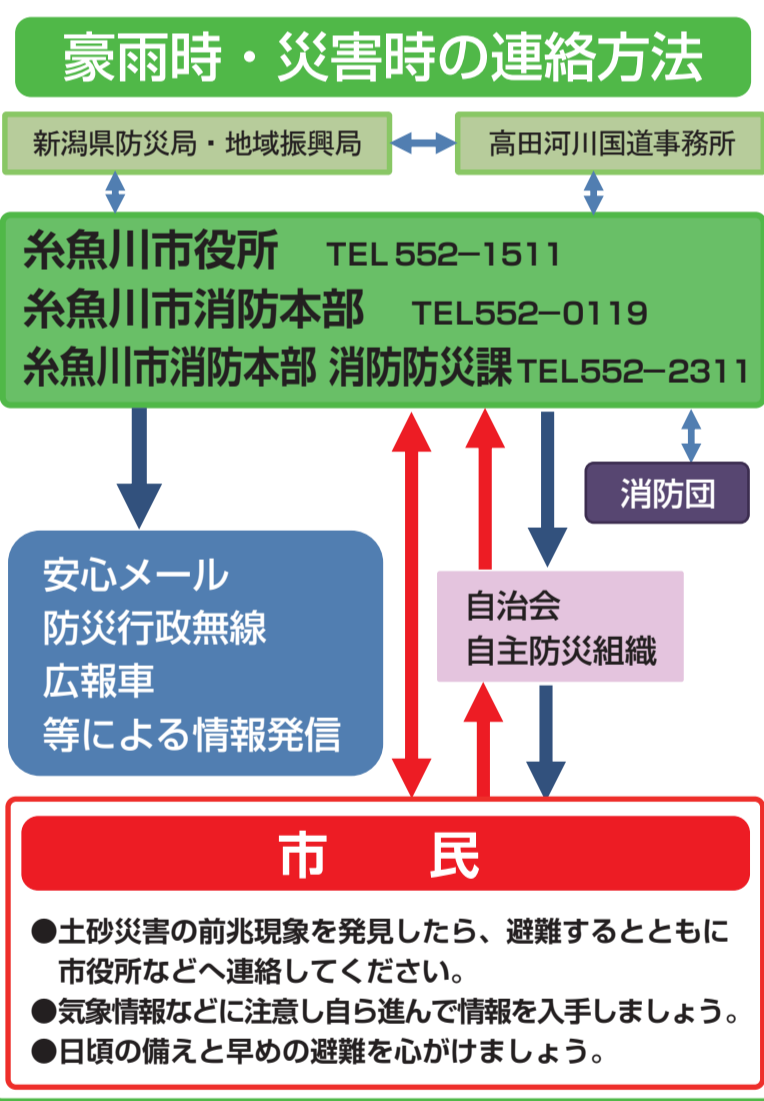 豪雨時・災害時の連絡方法
新潟県防災局・地域振興局
高田河川国道事務所
糸魚川市役所 TEL 552−1511
糸魚川市消防本部 TEL552−0119
糸魚川市消防本部 消防防災課 TEL552−2311
消防団
安心メール
防災行政無線
広報車
等による情報発信
自治会
自主防災組織
市 民
●土砂災害の前兆現象を発見したら、避難するとともに
市役所などへ連絡してください。
●気象情報などに注意し自ら進んで情報を入手しましょう。
●日頃の備えと早めの避難を心がけましょう。